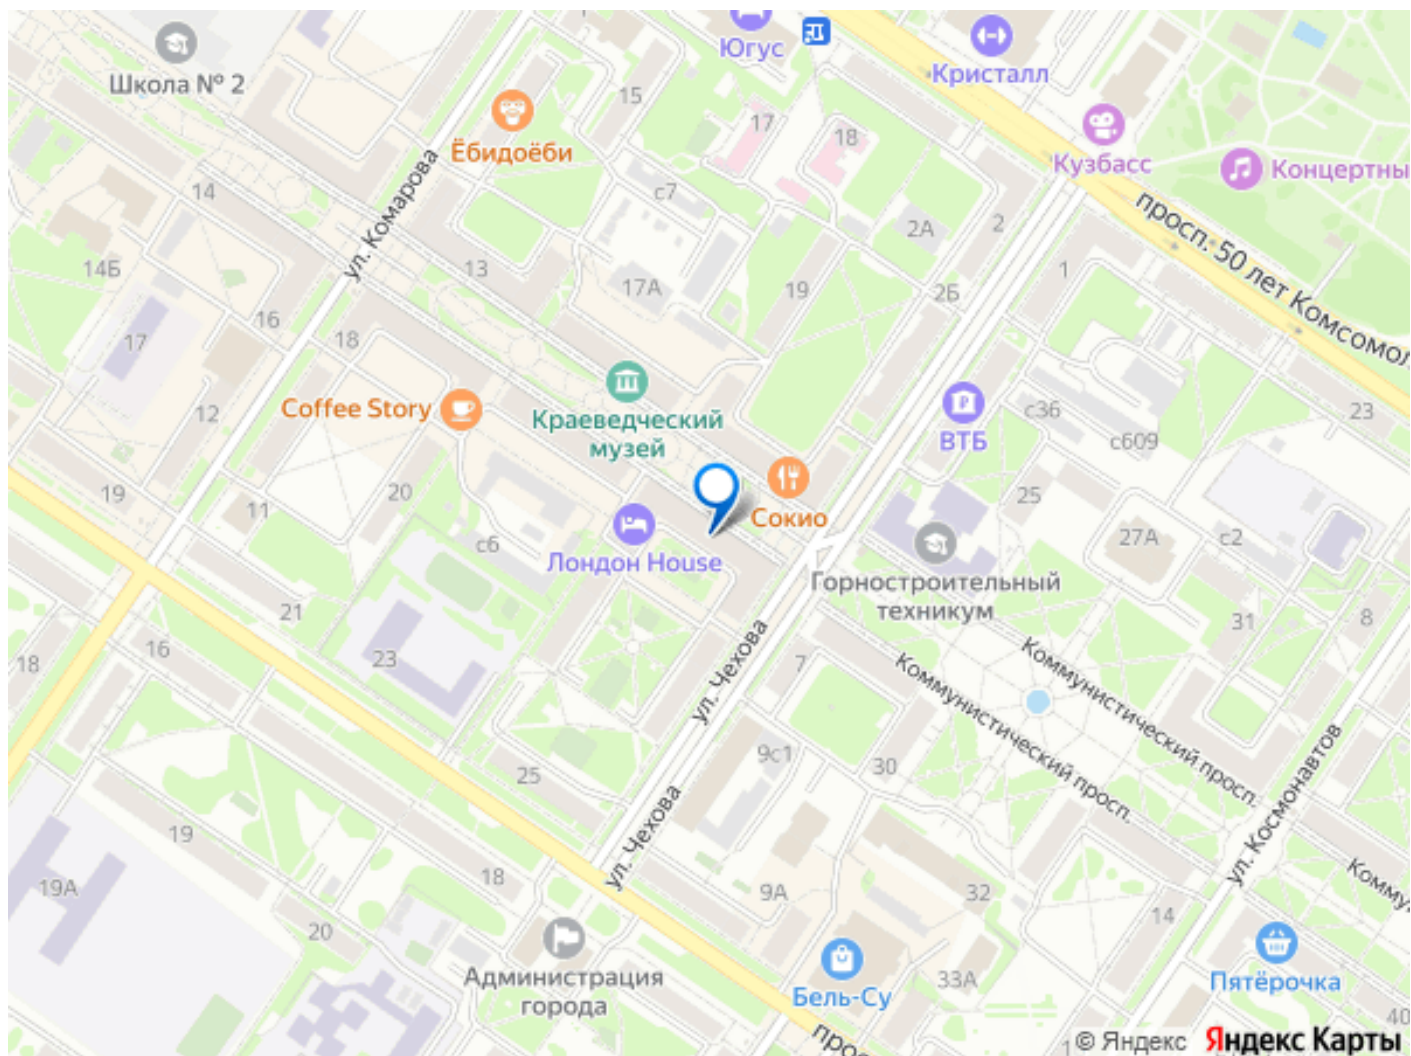 Югус
Кристалл
Школа № 2
15
17
18
Кузбасс
Концертны
Ёбидоёби
14
ул. Комарова
с7
2А
2
просп. 50 лет Комсомол
14Б
13
17А
19
2Б
1
16
17
18
Краеведческий
музей
Coffee Story
12
ВТБ
с36
23
с609
19
11
20
с6
Сокио
25
27А
с2
Лондон House
Горностроительный
техникум
21
16
23
18
31
8
ул. Чехова
7
Коммунистический просп.
Коммунистический просп.
9с1
30
25
ул. Космонавтов
19
ул. Чехова
18
19А
9А
32
Комму
14
20
Администрация
города
Бель-Су
33А
Пятёрочка
40
просп
1
© Яндекс Яндекс Карты